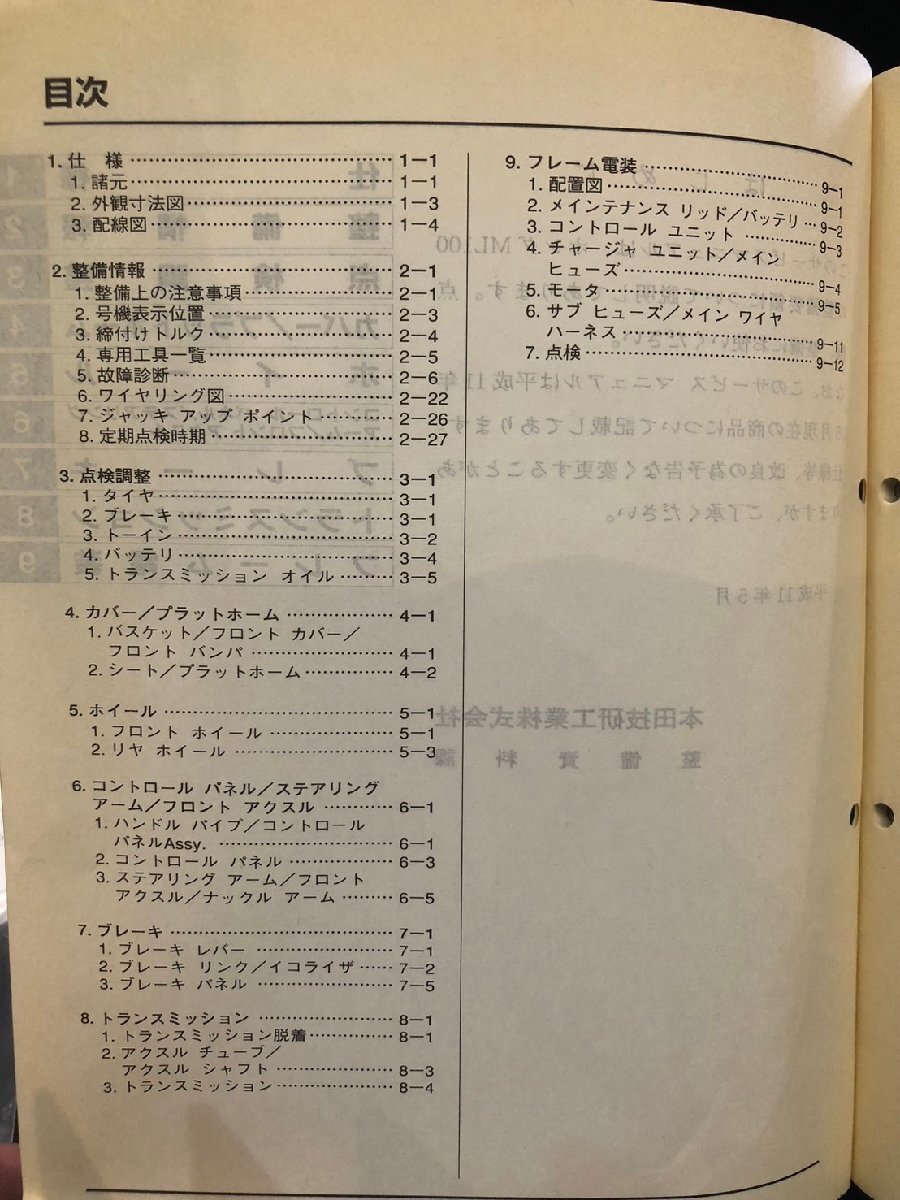 目次
1. 仕 様 ………………………… 1-1
1. 諸元 ………………………… 1-1
2. 外観寸法図 ………………………… 1-3
3. 配線図 ………………………… 1-4
2. 整備情報 ………………………… 2-1
1. 整備上の注意事項 ………………………… 2-1
2. 号機表示位置 ………………………… 2-3
3. 締付けトルク ………………………… 2-4
4. 専用工具一覧 ………………………… 2-5
5. 故障診断 ………………………… 2-6
6. ワイヤリング図 ………………………… 2-22
7. ジャッキ アップ ポイント ………………………… 2-26
8. 定期点検時期 ………………………… 2-27
3. 点検調整 ………………………… 3-1
1. タイヤ ………………………… 3-1
2. ブレーキ ………………………… 3-1
3. トーイン ………………………… 3-2
4. バッテリ ………………………… 3-4
5. トランスミッション オイル ……… 3-5
4. カバー/プラットホーム …………… 4-1
1. バスケット/フロント カバー/
フロント バンパ ………………… 4-1
2. シート/プラットホーム …………… 4-2
5. ホイール ………………………… 5-1
1. フロント ホイール ………………… 5-1
2. リヤ ホイール ………………… 5-3
6. コントロール パネル/ステアリング
アーム/フロント アクスル ………… 6-1
1. ハンドル パイプ/コントロール
パネルAssy. ………………………… 6-1
2. コントロール パネル ……………… 6-3
3. ステアリング アーム/フロント
アクスル/ナックル アーム ……… 6-5
7. ブレーキ ………………………… 7-1
1. ブレーキ レバー ………………… 7-1
2. ブレーキ リンク/イコライザ …… 7-2
3. ブレーキ パネル ………………… 7-5
8. トランスミッション ………………… 8-1
1. トランスミッション脱着 ………… 8-1
2. アクスル チューブ/
アクスル シャフト ………………… 8-3
3. トランスミッション ……………… 8-4
9. フレーム電装 ………………………… 9-1
1. 配置図 ………………………… 9-1
2. メインテナンス リッド/バッテリ … 9-2
3. コントロール ユニット ………… 9-3
4. チャージャ ユニット/メイン
ヒューズ ………………………… 9-4
5. モータ ………………………… 9-5
6. サブ ヒューズ/メイン ワイヤ
ハーネス ………………………… 9-11
7. 点検 ………………………… 9-12